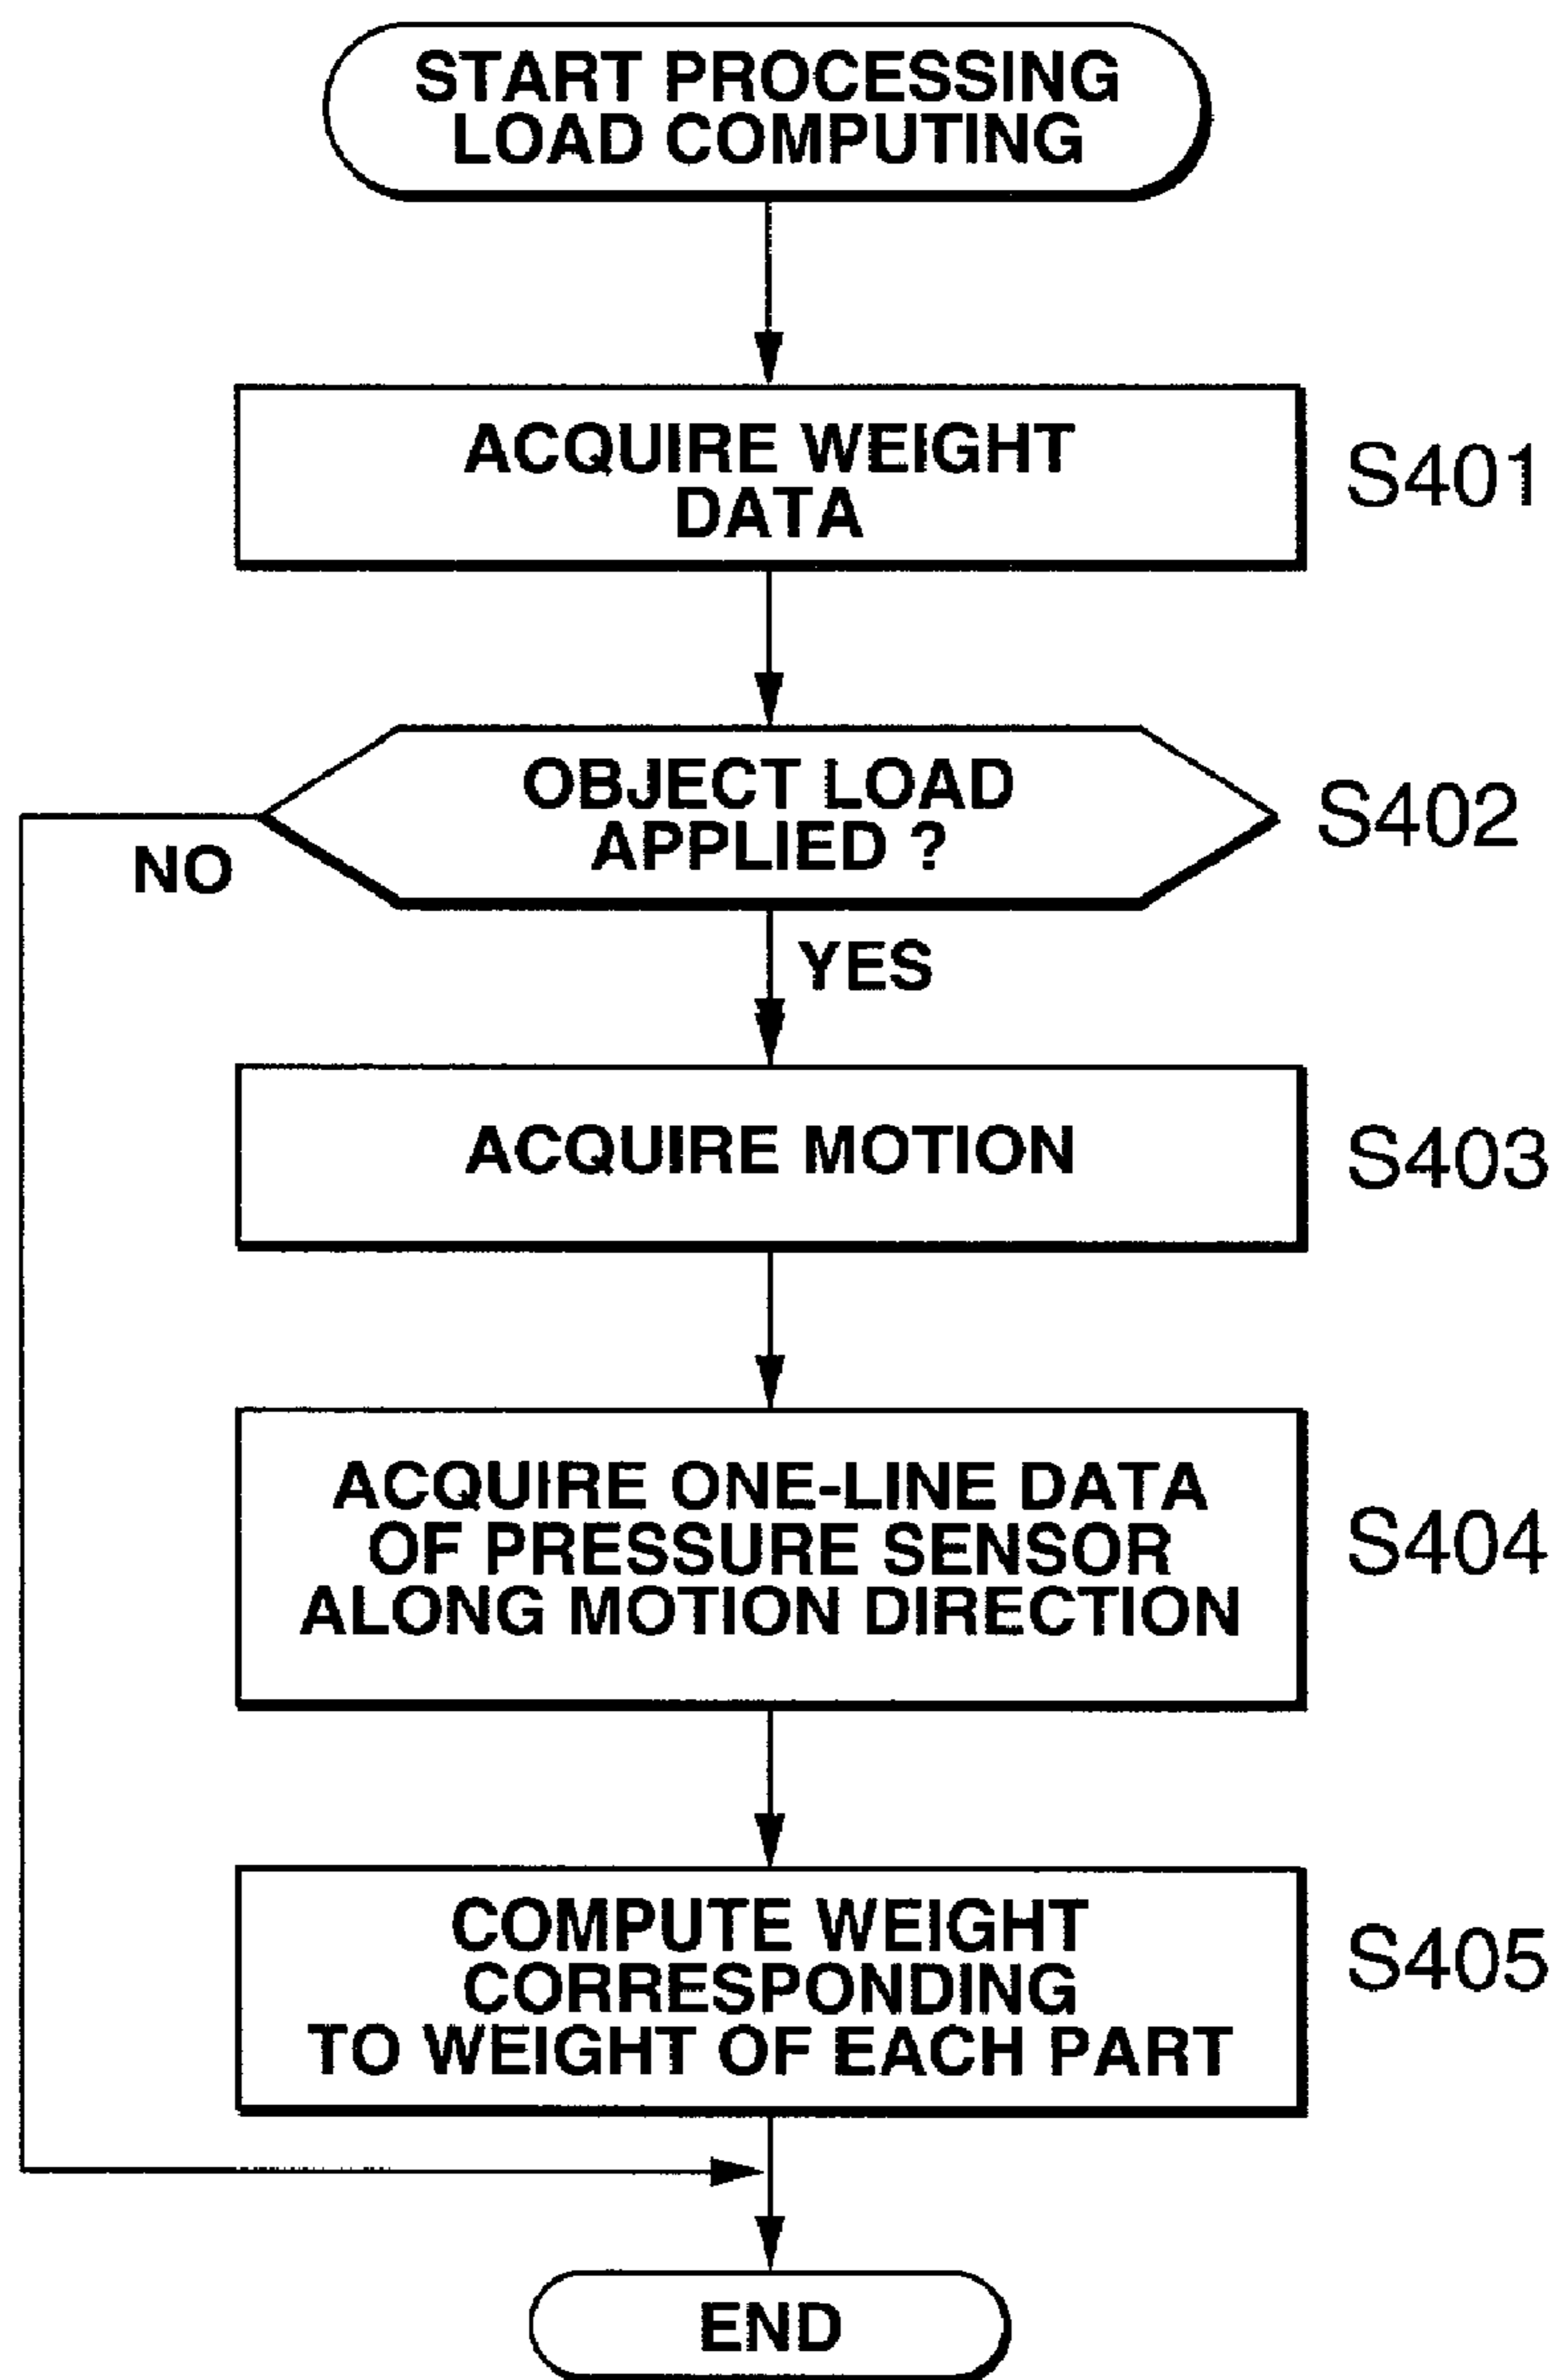 START PROCESSING
LOAD COMPUTING
ACQUIRE WEIGHT
DATA
S401
OBJECT LOAD
APPLIED ?
S402
NO
YES
ACQUIRE MOTION
S403
ACQUIRE ONE-LINE DATA
OF PRESSURE SENSOR
ALONG MOTION DIRECTION
S404
COMPUTE WEIGHT
CORRESPONDING
TO WEIGHT OF EACH PART
S405
END